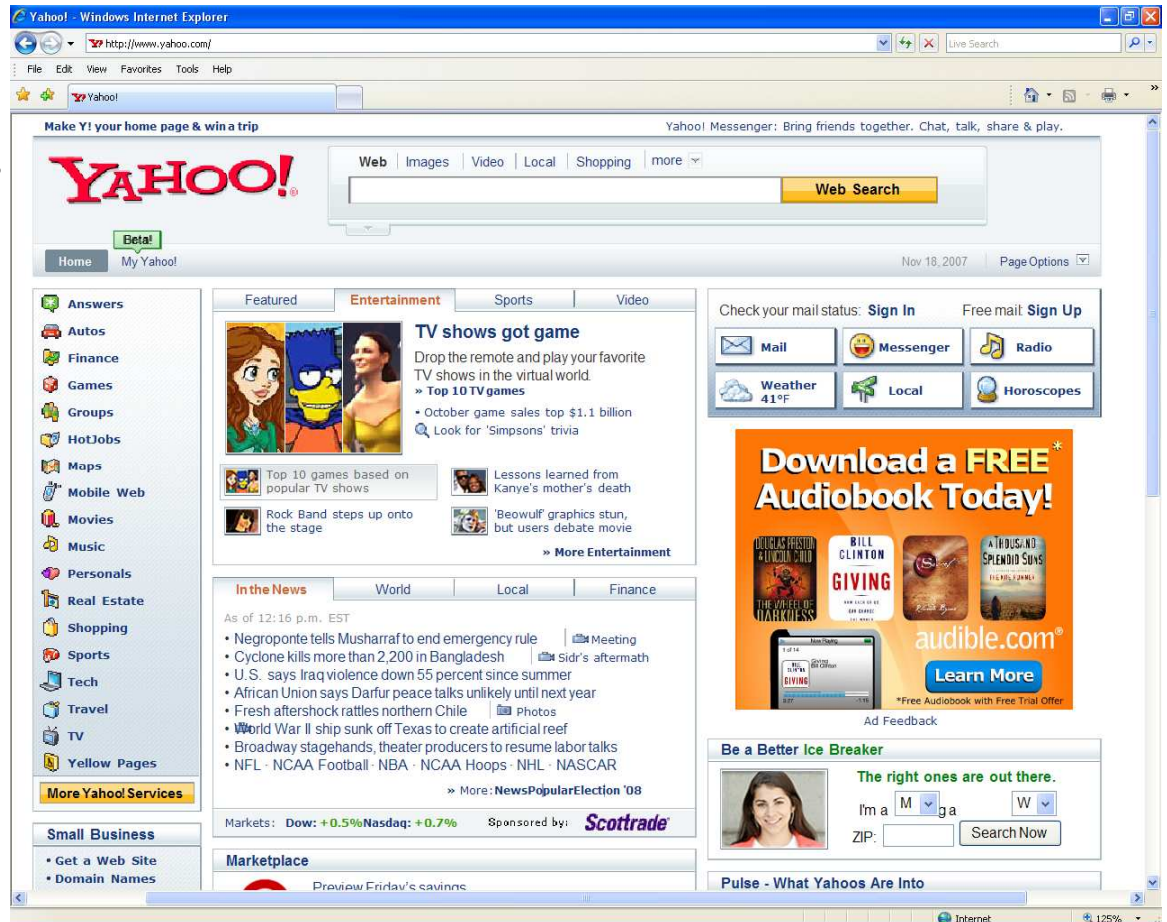 Yahoo! - Windows Internet Explorer
http://www.yahoo.com/
Live Search
File Edit View Favorites Tools Help
Yahoo!
Make Y! your home page & win a trip
Yahoo! Messenger: Bring friends together. Chat, talk, share & play.
YAHOO!
Web Images Video Local Shopping more
Web Search
Beta!
Home My Yahoo!
Nov 18, 2007 Page Options
Answers
Autos
Finance
Games
Groups
HotJobs
Maps
Mobile Web
Movies
Music
Personals
Real Estate
Shopping
Sports
Tech
Travel
TV
Yellow Pages
More Yahoo! Services
Small Business
• Get a Web Site
• Domain Names
Featured Entertainment Sports Video
TV shows got game
Drop the remote and play your favorite
TV shows in the virtual world.
» Top 10 TV games
• October game sales top $1.1 billion
Look for 'Simpsons' trivia
Top 10 games based on
popular TV shows
Lessons learned from
Kanye's mother's death
Rock Band steps up onto
the stage
'Beowulf' graphics stun,
but users debate movie
» More Entertainment
In the News World Local Finance
As of 12:16 p.m. EST
• Negroponte tells Musharraf to end emergency rule Meeting
• Cyclone kills more than 2,200 in Bangladesh Sidr's aftermath
• U.S. says Iraq violence down 55 percent since summer
• African Union says Darfur peace talks unlikely until next year
• Fresh aftershock rattles northern Chile Photos
• World War II ship sunk off Texas to create artificial reef
• Broadway stagehands, theater producers to resume labor talks
• NFL · NCAA Football · NBA · NCAA Hoops · NHL · NASCAR
» More: News Popular Election '08
Markets: Dow: +0.5% Nasdaq: +0.7% Sponsored by: Scottrade
Marketplace
Preview Friday's savings
Check your mail status: Sign In Free mail: Sign Up
Mail
Messenger
Radio
Weather
41°F
Local
Horoscopes
Download a FREE*
Audiobook Today!
DOUGLAS PRESTON
& LINCOLN CHILD
THE WHEEL OF
DARKNESS
BILL
CLINTON
GIVING
A THOUSAND
SPLENDID SUNS
Now Playing
1 of 14
Giving
Bill Clinton
audible.com®
Learn More
*Free Audiobook with Free Trial Offer
Ad Feedback
Be a Better Ice Breaker
The right ones are out there.
I'm a M g a W
ZIP: Search Now
Pulse - What Yahoos Are Into
Internet 125%